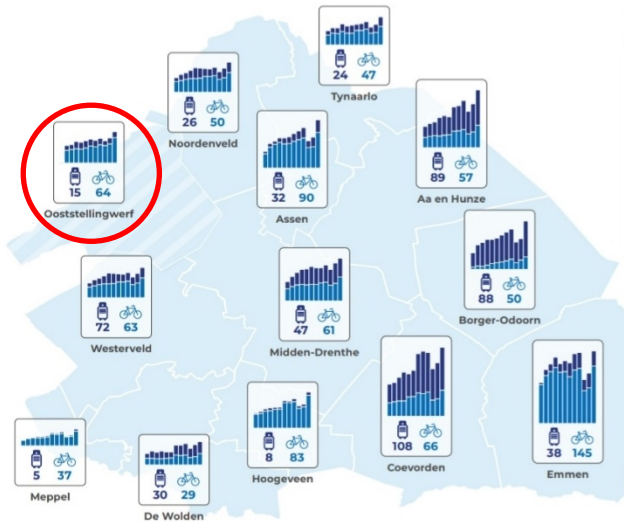 24 47
Tynaarlo
26 50
Noordenveld
89 57
Aa en Hunze
15 64
Ooststellingwerf
32 90
Assen
88 50
Borger-Odoorn
72 63
Westerveld
47 61
Midden-Drenthe
108 66
Coevorden
38 145
Emmen
8 83
Hoogeveen
5 37
Meppel
30 29
De Wolden